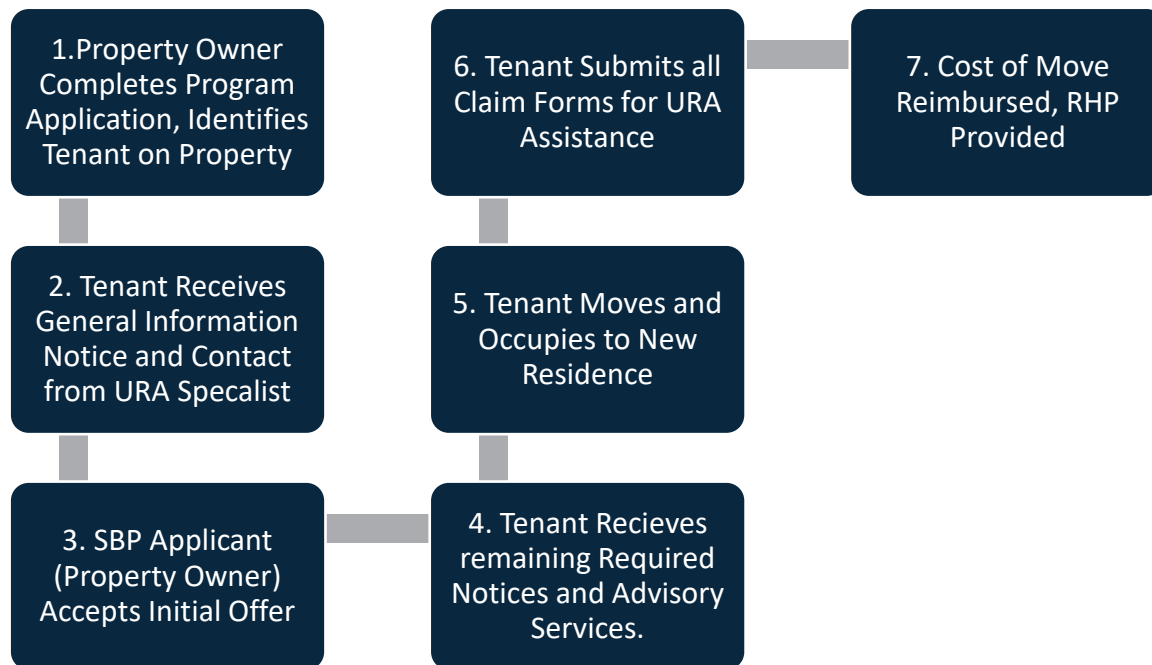 1.Property Owner
Completes Program
Application, Identifies
Tenant on Property
2. Tenant Receives
General Information
Notice and Contact
from URA Specalist
3. SBP Applicant
(Property Owner)
Accepts Initial Offer
4. Tenant Recieves
remaining Required
Notices and Advisory
Services.
5. Tenant Moves and
Occupies to New
Residence
6. Tenant Submits all
Claim Forms for URA
Assistance
7. Cost of Move
Reimbursed, RHP
Provided